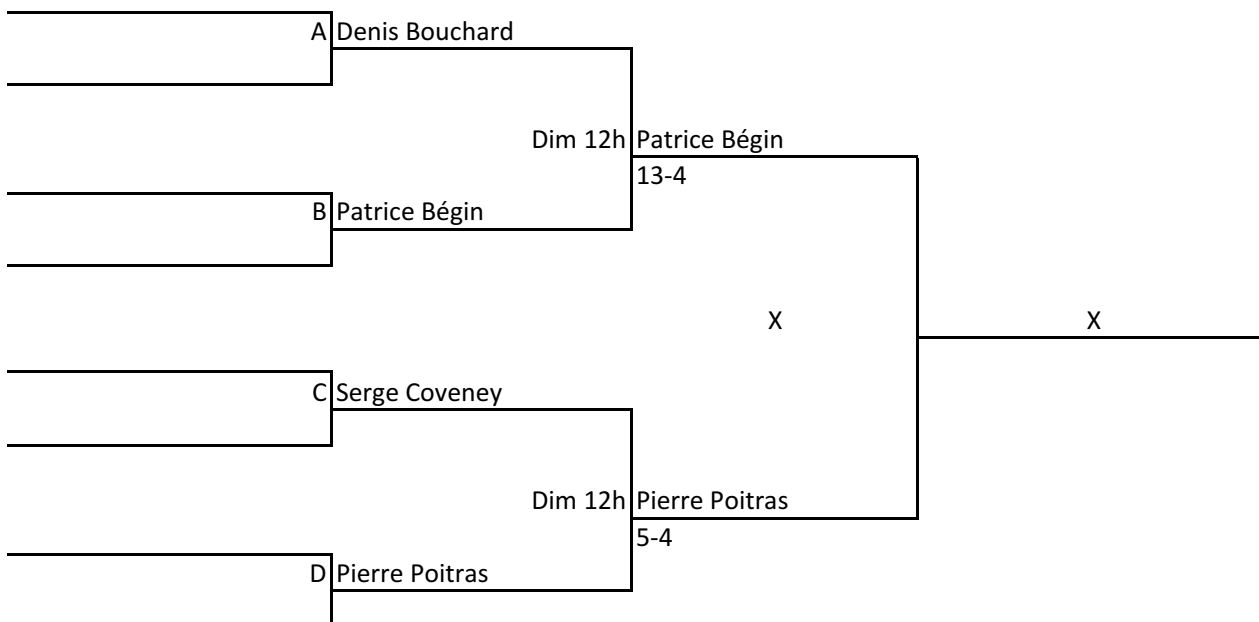 A Denis Bouchard
Dim 12h Patrice Bégin
13-4
B Patrice Bégin
X X
C Serge Coveney
Dim 12h Pierre Poitras
5-4
D Pierre Poitras